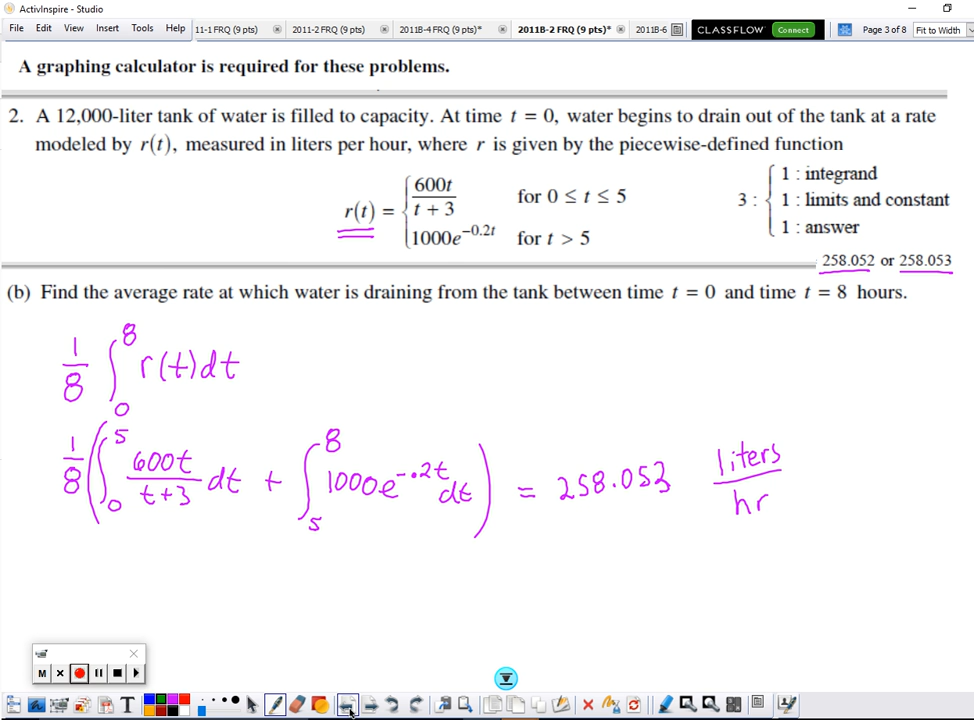 ActivInspire - Studio
File Edit View Insert Tools Help 11-1 FRQ (9 pts) 2011-2 FRQ (9 pts) 2011B-4 FRQ (9 pts)* 2011B-2 FRQ (9 pts)* 2011B-6 CLASSFLOW Connect Page 3 of 8 Fit to Width
A graphing calculator is required for these problems.
2. A 12,000-liter tank of water is filled to capacity. At time t = 0, water begins to drain out of the tank at a rate
modeled by r(t), measured in liters per hour, where r is given by the piecewise-defined function
r(t) = { 600t / t + 3 for 0 ≤ t ≤ 5
1000e^−0.2t for t > 5
3 : { 1 : integrand
1 : limits and constant
1 : answer
258.052 or 258.053
(b) Find the average rate at which water is draining from the tank between time t = 0 and time t = 8 hours.
1/8 ∫_0^8 r(t)dt
1/8 (∫_0^5 600t/t+3 dt + ∫_5^8 1000e^-.2t dt) = 258.053 liters/hr
M
T